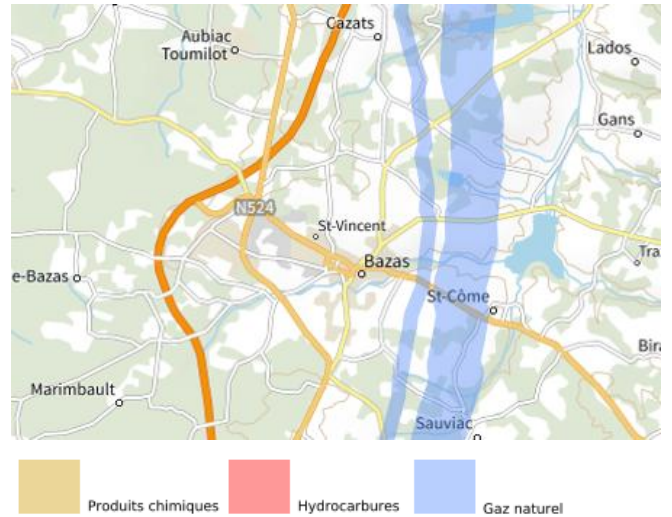 Cazats
Aubiac
Toumilot
Lados
Gans
N524
St-Vincent
Bazas
Tra
e-Bazas
St-Côme
Bira
Marimbault
Sauviac
Produits chimiques
Hydrocarbures
Gaz naturel